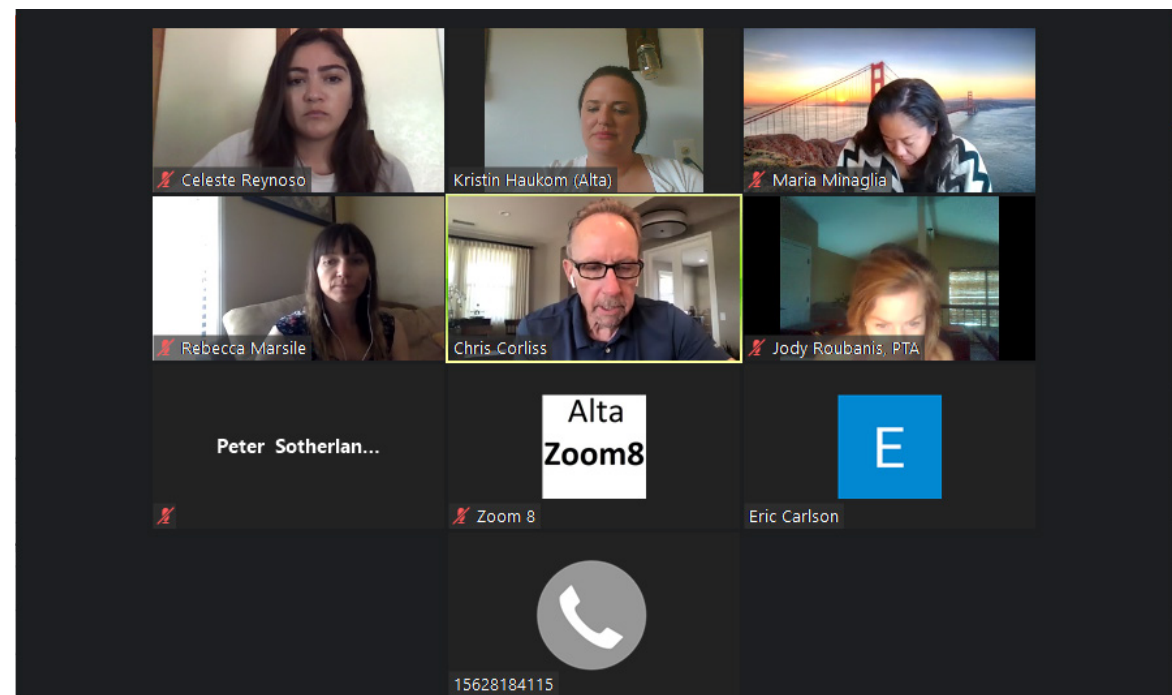 Celeste Reynoso
Kristin Haukom (Alta)
Maria Minaglia
Rebecca Marsile
Chris Corliss
Jody Roubanis, PTA
Peter Sotherlan...
Alta
Zoom8
Zoom 8
E
Eric Carlson
15628184115